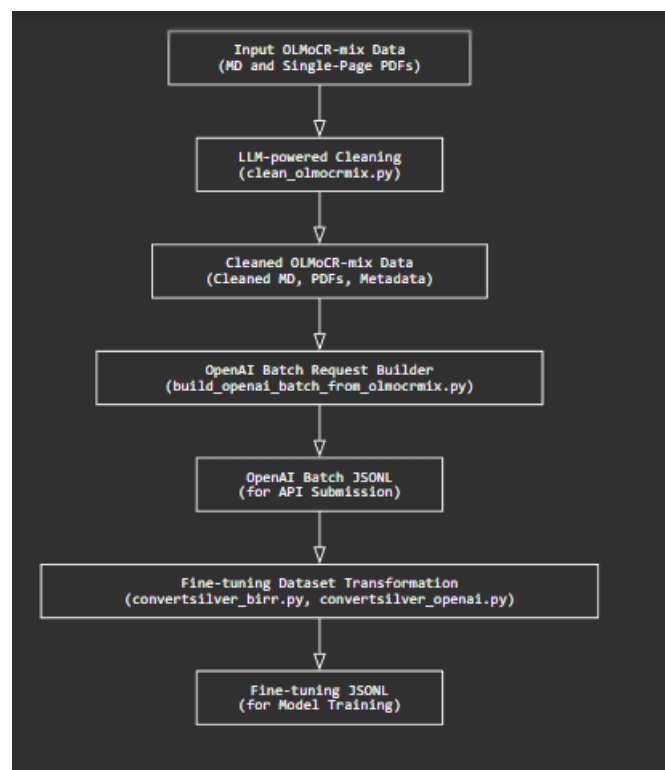 Input OLMoCR-mix Data
(MD and Single-Page PDFs)
LLM-powered Cleaning
(clean_olmocrmix.py)
Cleaned OLMoCR-mix Data
(Cleaned MD, PDFs, Metadata)
OpenAI Batch Request Builder
(build_openai_batch_from_olmocrmix.py)
OpenAI Batch JSONL
(for API Submission)
Fine-tuning Dataset Transformation
(convertsilver_birr.py, convertsilver_openai.py)
Fine-tuning JSONL
(for Model Training)